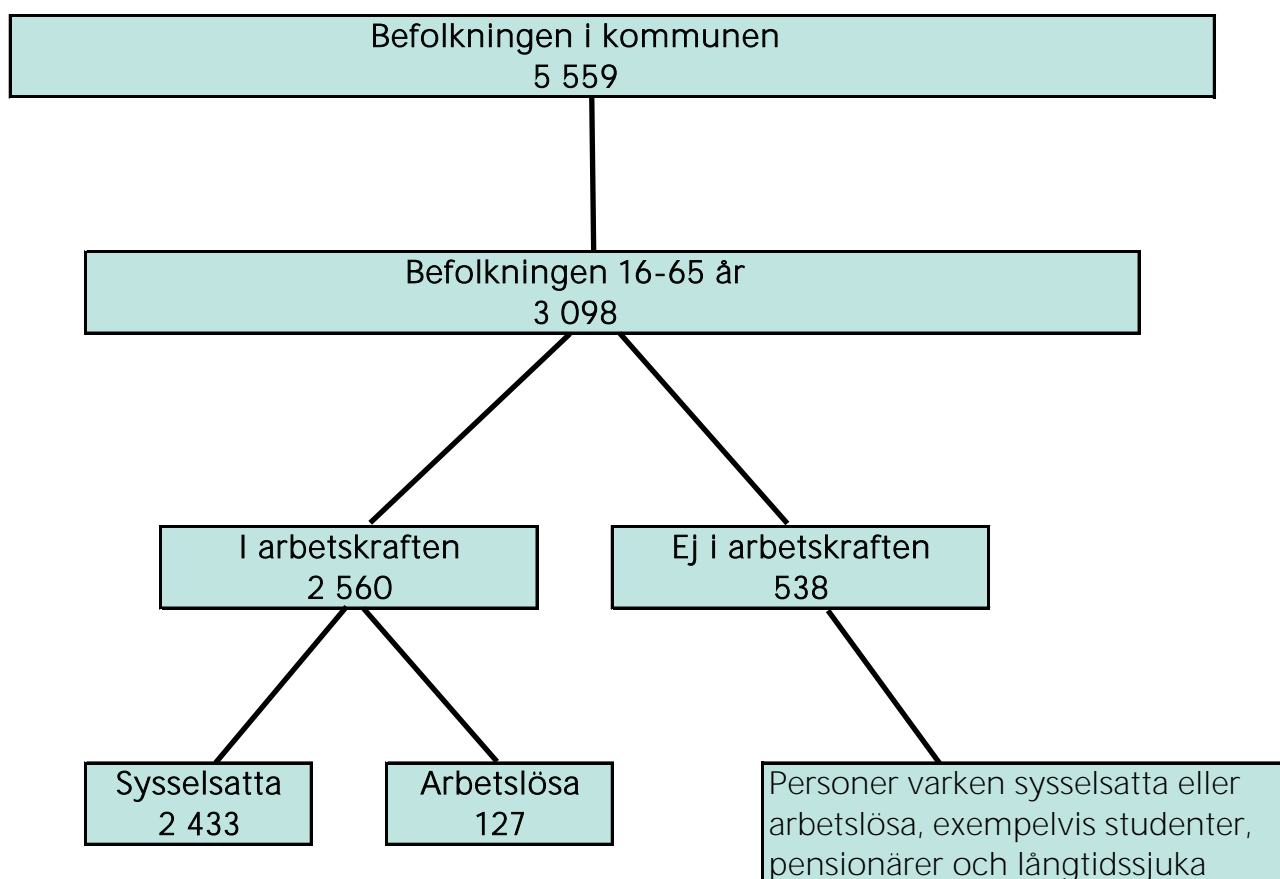 Befolkningen i kommunen
5 559
Befolkningen 16-65 år
3 098
I arbetskraften
2 560
Ej i arbetskraften
538
Sysselsatta
2 433
Arbetslösa
127
Personer varken sysselsatta eller
arbetslösa, exempelvis studenter,
pensionärer och långtidssjuka